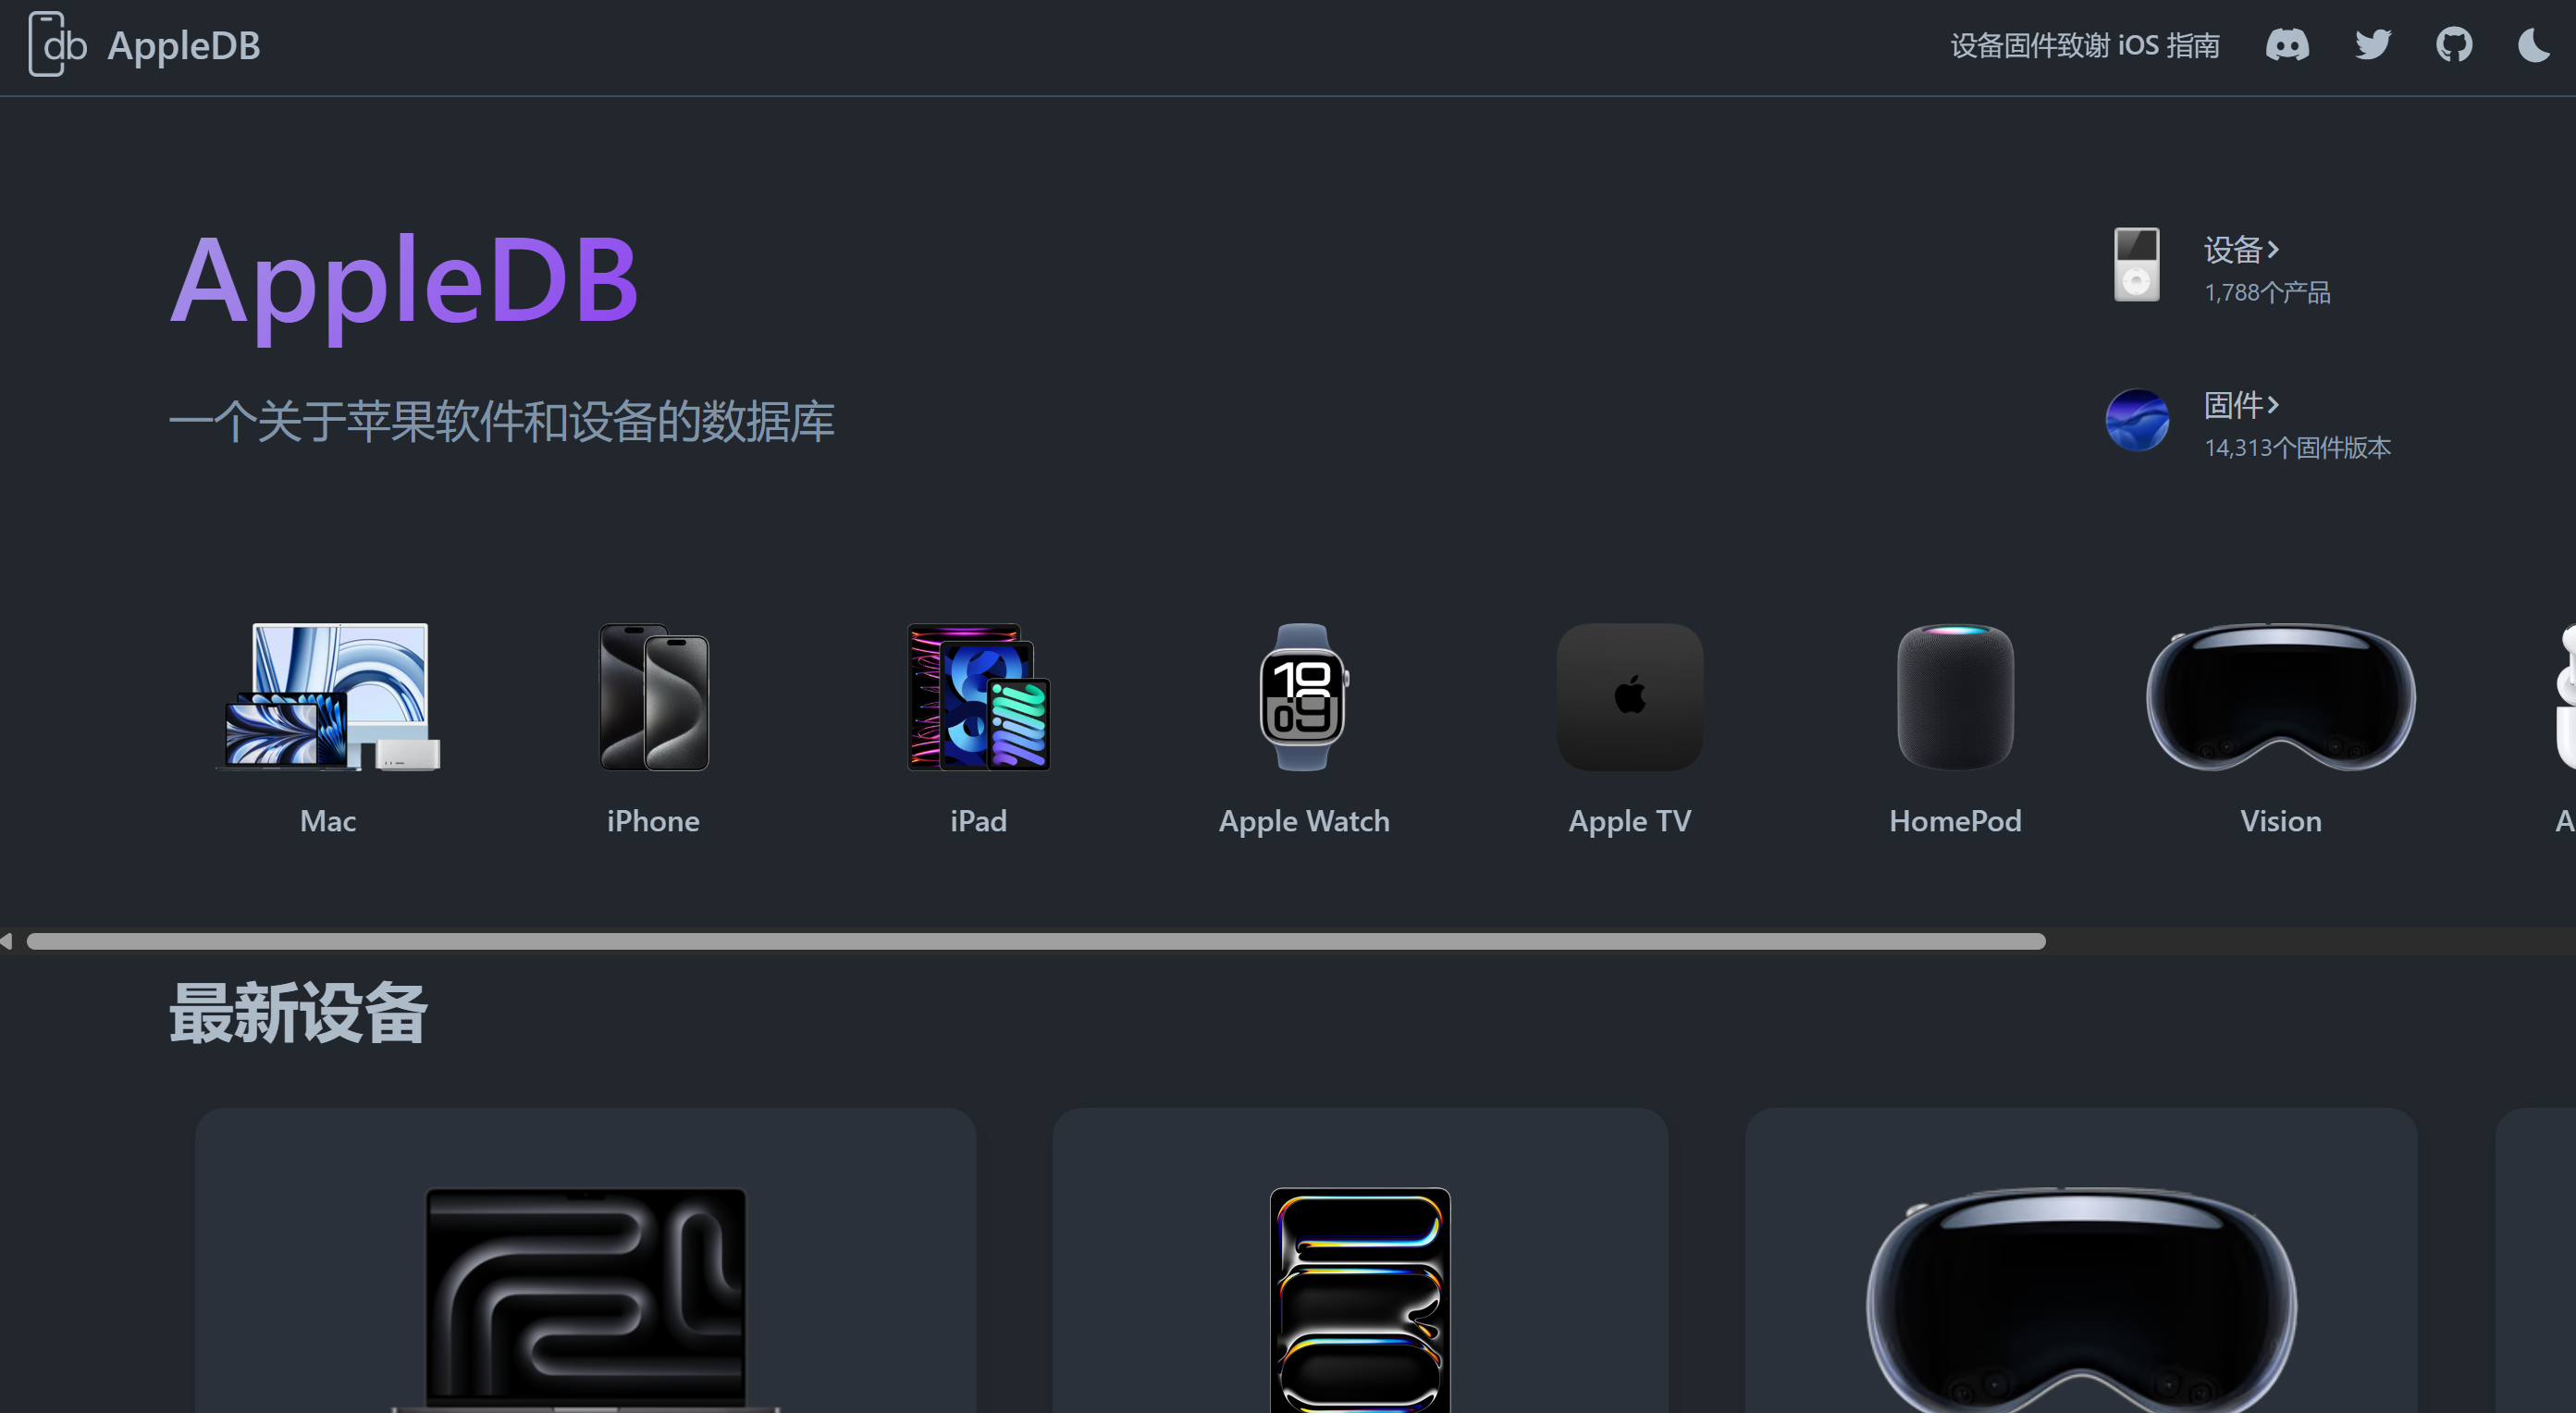 db AppleDB
设备固件致谢 iOS 指南
AppleDB
一个关于苹果软件和设备的数据库
设备
1,788个产品
固件
14,313个固件版本
Mac
iPhone
iPad
Apple Watch
Apple TV
HomePod
Vision
最新设备